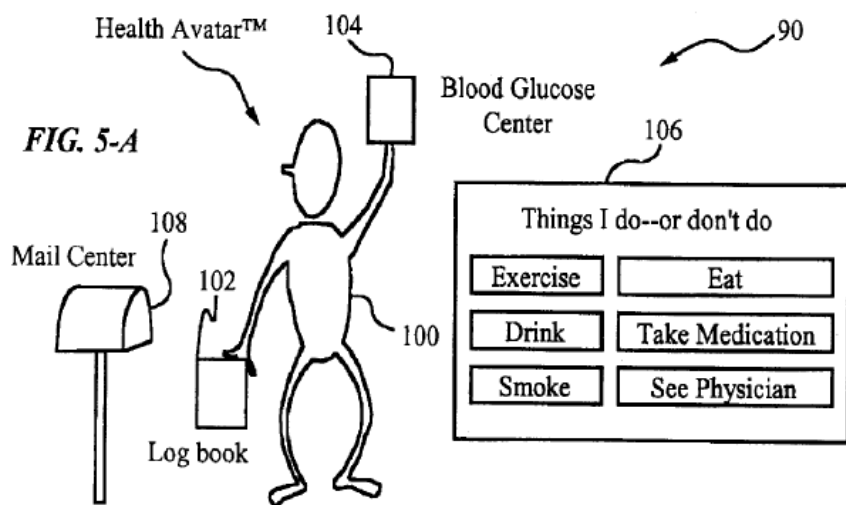 Health Avatar™
104
90
Blood Glucose
Center
FIG. 5-A
106
Things I do--or don't do
108
Mail Center
Exercise
Eat
102
100
Drink
Take Medication
Smoke
See Physician
Log book